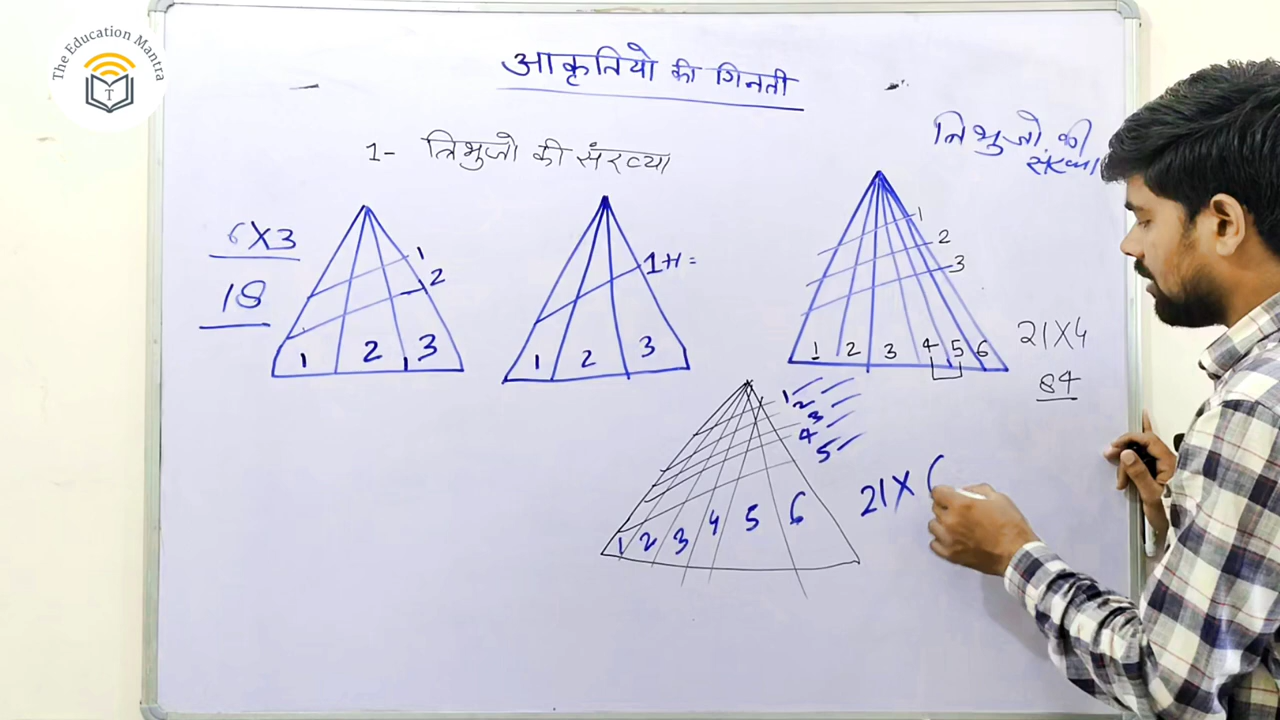 The Education Mantra
T
आकृतियो की गिनती
1- त्रिभुजो की संख्या
त्रिभुजो की
संख्या
6X3
18
1
2
1 2 3
1+1=
1 2 3
1
2
3
1 2 3 4 5 6
21X4
84
1
2
3
4
5
1 2 3 4 5 6
21X6